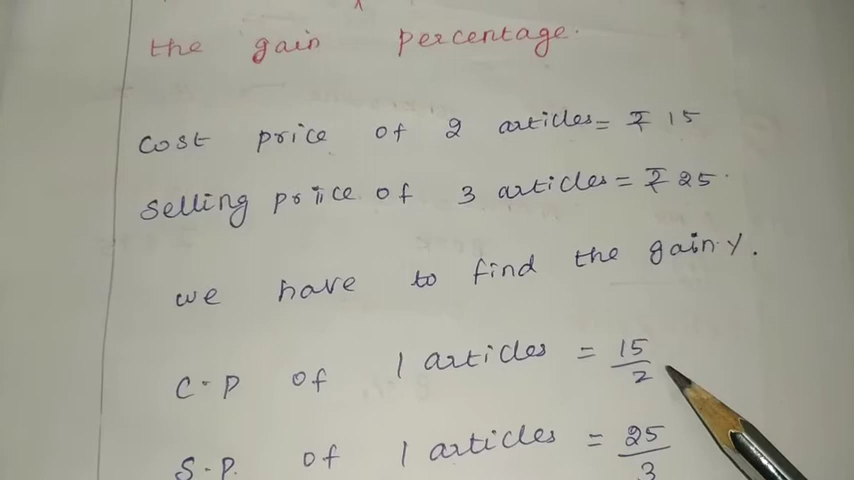 the gain percentage.
Cost price of 2 articles = ₹ 15
Selling price of 3 articles = ₹ 25.
we have to find the gain%.
C.P of 1 articles = 15/2
S.P. of 1 articles = 25/3